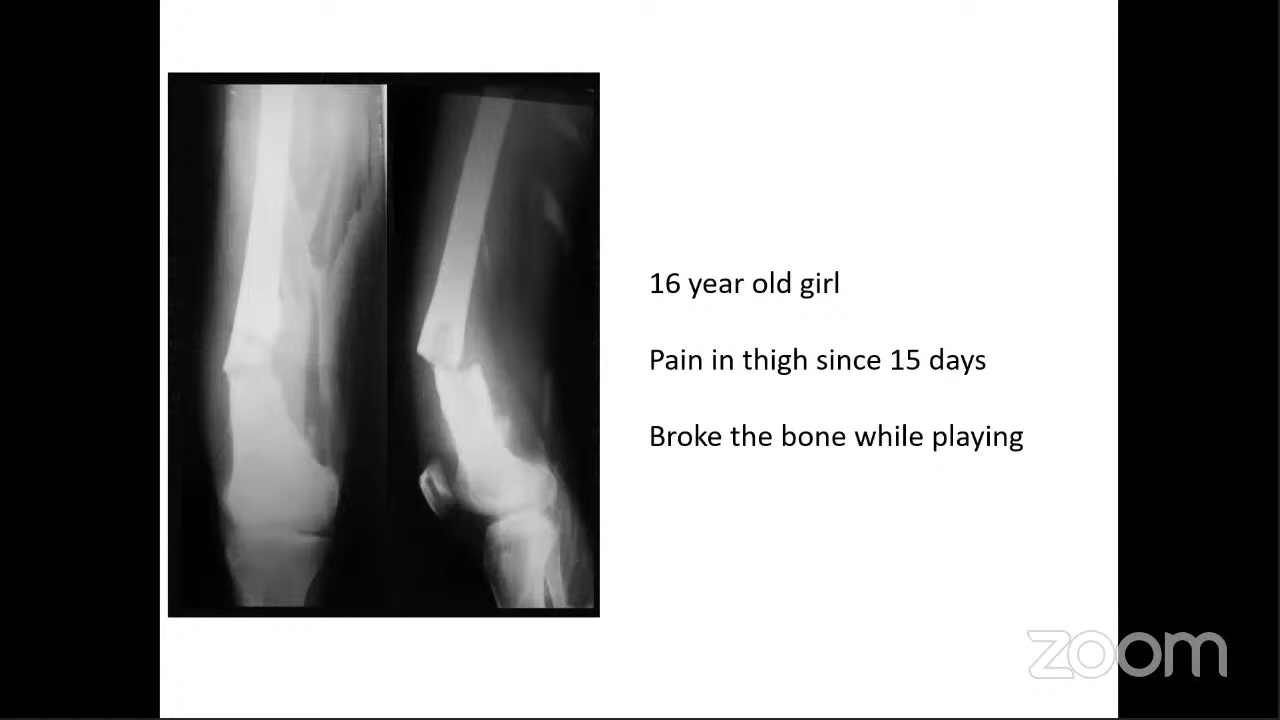 16 year old girl
Pain in thigh since 15 days
Broke the bone while playing
zoom